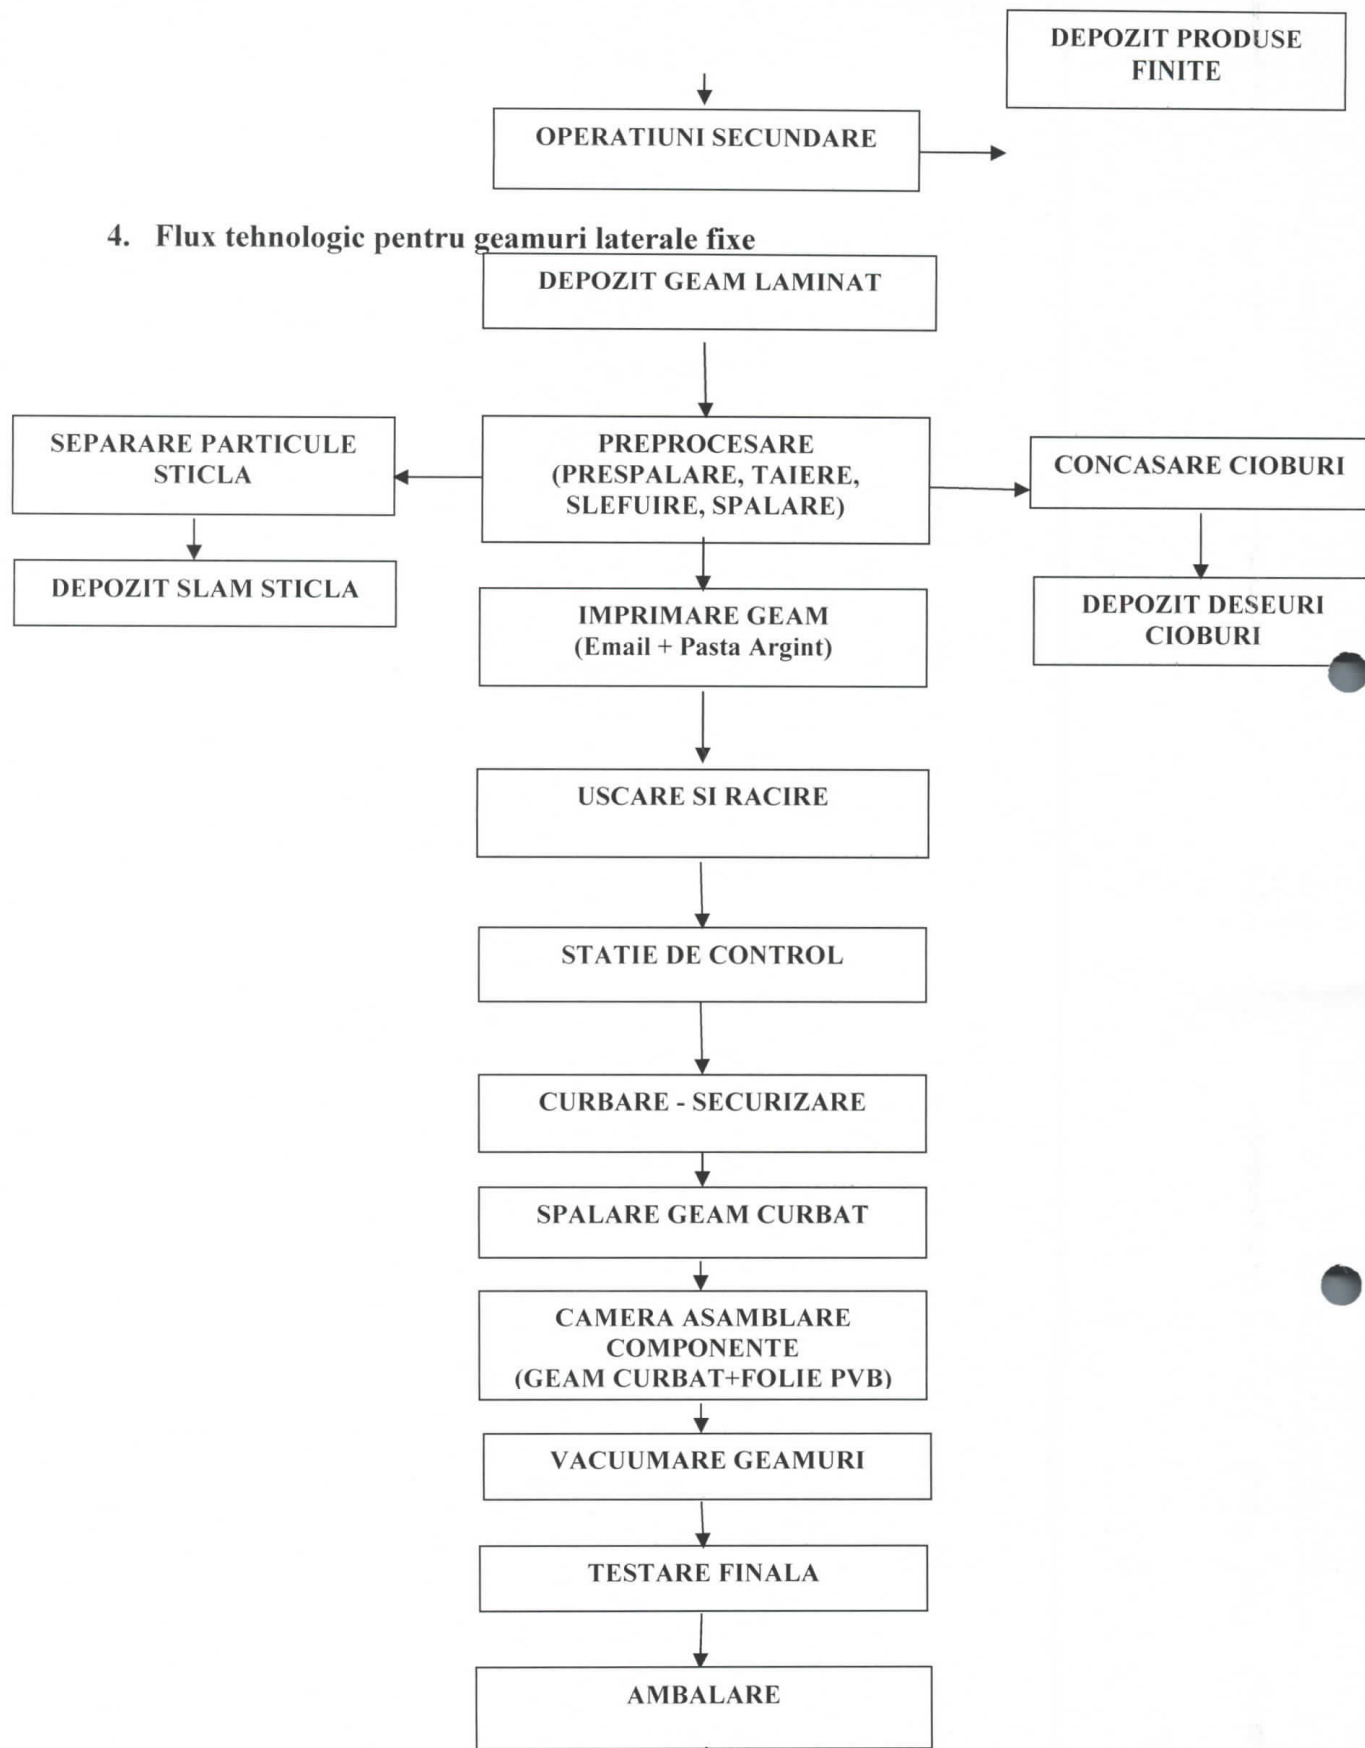 DEPOZIT PRODUSE
FINITE
OPERATIUNI SECUNDARE
4. Flux tehnologic pentru geamuri laterale fixe
DEPOZIT GEAM LAMINAT
SEPARARE PARTICULE
STICLA
PREPROCESARE
(PRESPALARE, TAIERE,
SLEFUIRE, SPALARE)
CONCASARE CIOBURI
DEPOZIT SLAM STICLA
IMPRIMARE GEAM
(Email + Pasta Argint)
DEPOZIT DESEURI
CIOBURI
USCARE SI RACIRE
STATIE DE CONTROL
CURBARE - SECURIZARE
SPALARE GEAM CURBAT
CAMERA ASAMBLARE
COMPONENTE
(GEAM CURBAT+FOLIE PVB)
VACUUMARE GEAMURI
TESTARE FINALA
AMBALARE